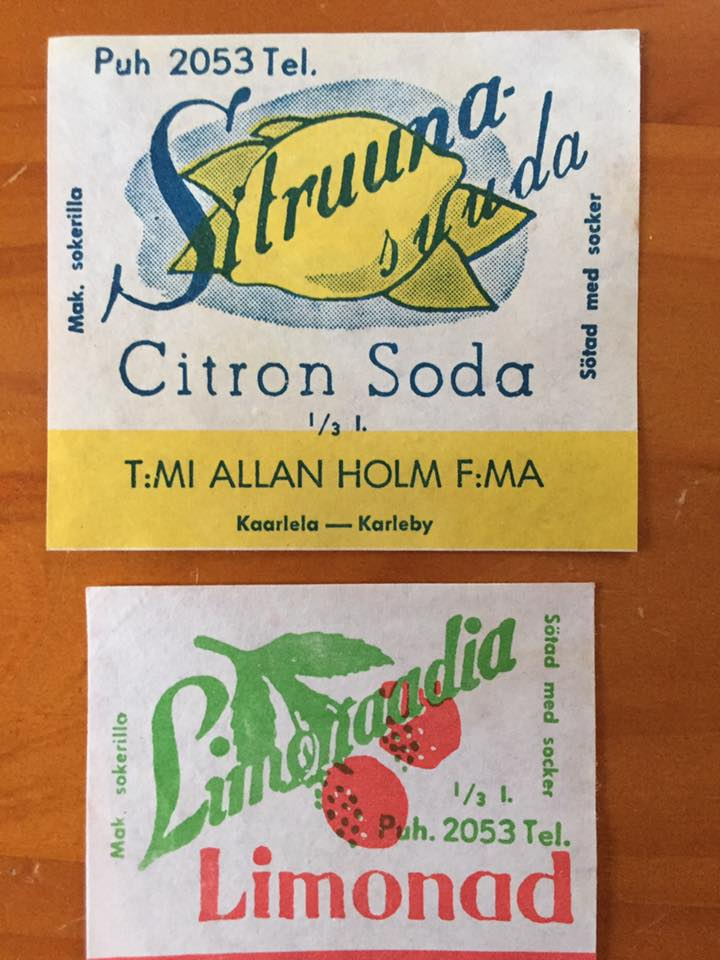 Puh 2053 Tel.
Sitruuna-
suuda
Mak. sokerilla
Sötad med socker
Citron Soda
1/3 l.
T:MI ALLAN HOLM F:MA
Kaarlela — Karleby
Limonaadia
Mak. sokerilla
Sötad med socker
1/3 l.
Puh. 2053 Tel.
Limonad